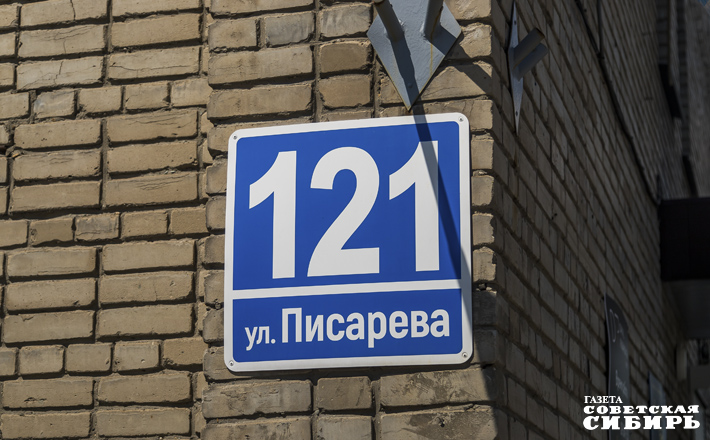 121
ул. Писарева
ГАЗЕТА
СОВЕТСКАЯ
СИБИРЬ